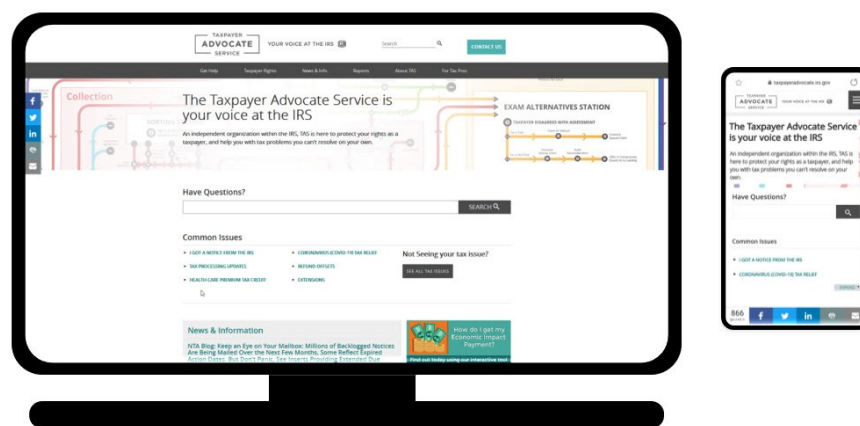 TAXPAYER
ADVOCATE
SERVICE
YOUR VOICE AT THE IRS
Search
CONTACT US
Get Help Taxpayer Rights News & Info Reports About TAS For Tax Pros
Collection
The Taxpayer Advocate Service is
your voice at the IRS
An independent organization within the IRS, TAS is here to protect your rights as a
taxpayer, and help you with tax problems you can't resolve on your own.
EXAM ALTERNATIVES STATION
TAXPAYER DISAGREES WITH ASSESSMENT
Have Questions?
SEARCH
Common Issues
I GOT A NOTICE FROM THE IRS
TAX PROCESSING UPDATES
HEALTH CARE PREMIUM TAX CREDIT
CORONAVIRUS (COVID-19) TAX RELIEF
REFUND OFFSETS
EXTENSIONS
Not Seeing your tax issue?
SEE ALL TAX ISSUES
News & Information
NTA Blog: Keep an Eye on Your Mailbox: Millions of Backlogged Notices
Are Being Mailed Over the Next Few Months, Some Reflect Expired
Action Dates, But Don't Panic, See Inserts Providing Extended Due
How do I get my
Economic Impact
Payment?
Find out today using our interactive tool
taxpayeradvocate.irs.gov
TAXPAYER
ADVOCATE
SERVICE
YOUR VOICE AT THE IRS
The Taxpayer Advocate Service
is your voice at the IRS
An independent organization within the IRS, TAS is
here to protect your rights as a taxpayer, and help
you with tax problems you can't resolve on your
own.
Have Questions?
Common Issues
I GOT A NOTICE FROM THE IRS
CORONAVIRUS (COVID-19) TAX RELIEF
EXPAND
866